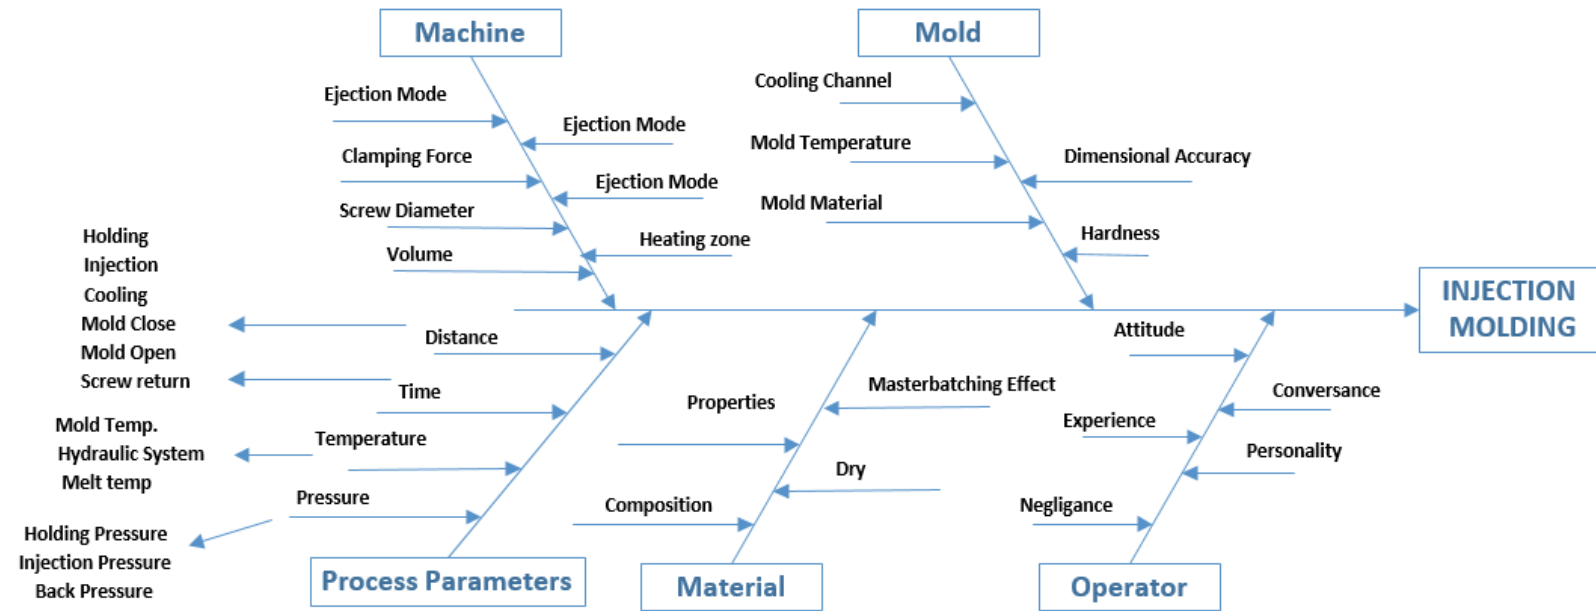 Machine
Mold
Ejection Mode
Ejection Mode
Clamping Force
Ejection Mode
Screw Diameter
Heating zone
Volume
Cooling Channel
Mold Temperature
Dimensional Accuracy
Mold Material
Hardness
INJECTION
MOLDING
Holding
Injection
Cooling
Mold Close
Mold Open
Screw return
Mold Temp.
Hydraulic System
Melt temp
Holding Pressure
Injection Pressure
Back Pressure
Distance
Time
Temperature
Pressure
Process Parameters
Masterbatching Effect
Properties
Dry
Composition
Material
Attitude
Conversance
Experience
Personality
Negligance
Operator